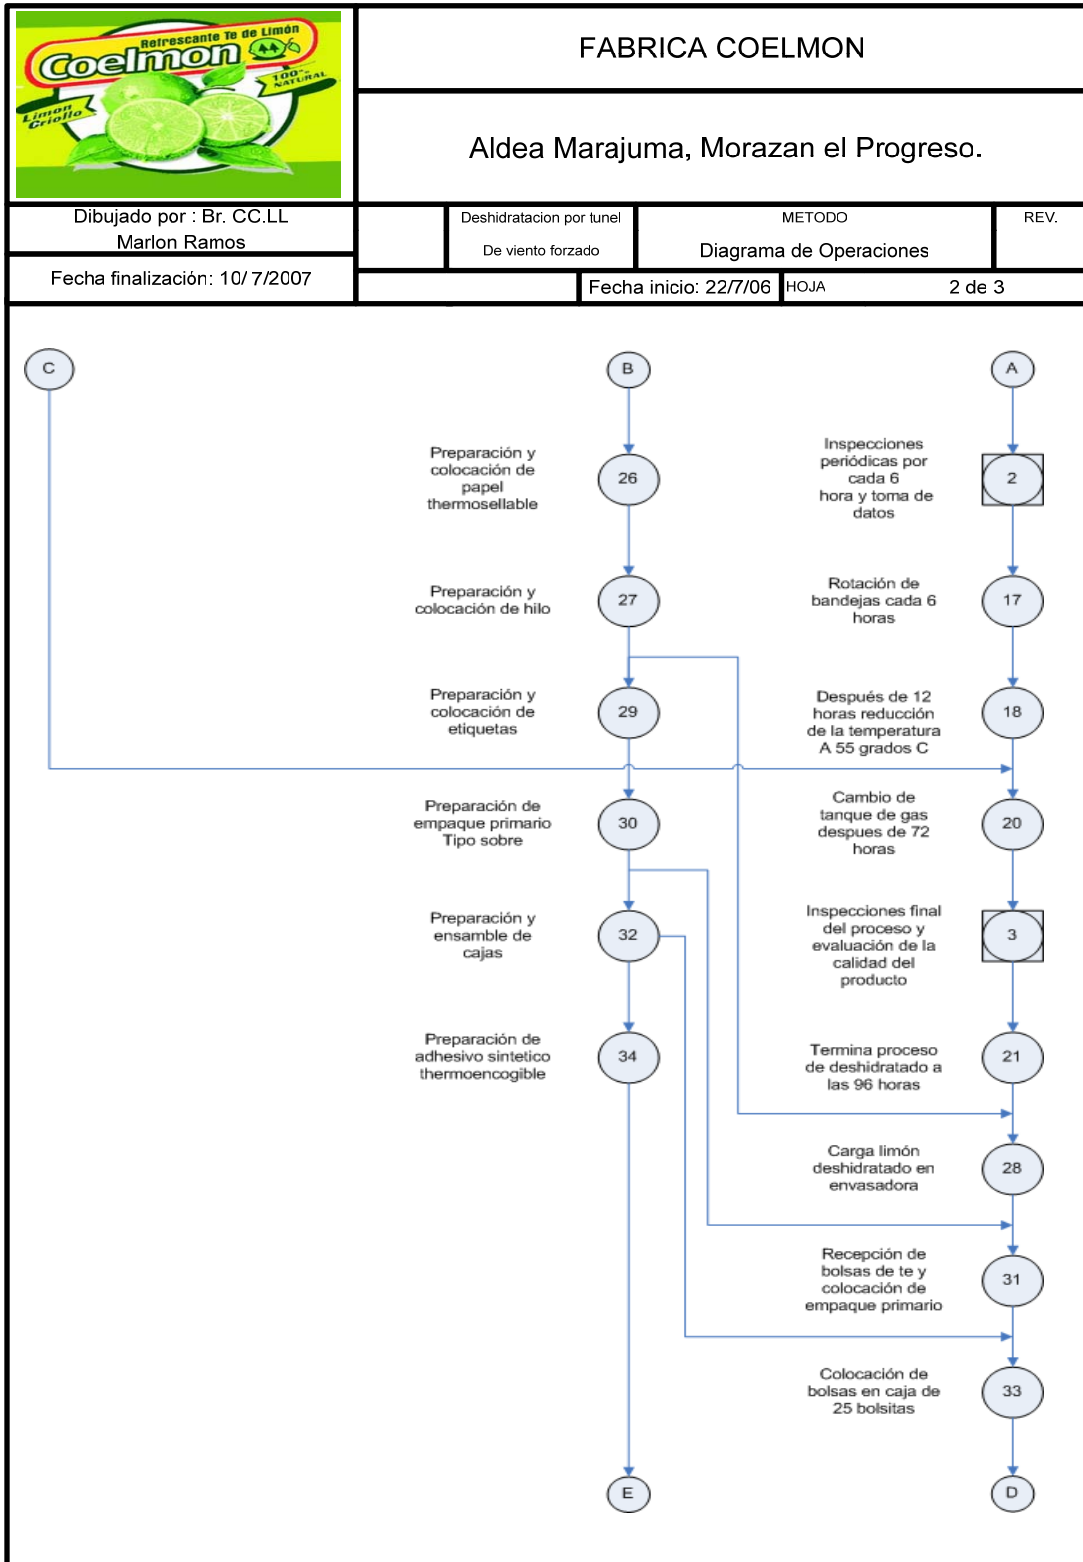 Refrescante Te de Limón
Coelmon
100%
NATURAL
Limon
Criollo
FABRICA COELMON
Aldea Marajuma, Morazan el Progreso.
Dibujado por : Br. CC.LL
Marlon Ramos
Fecha finalización: 10/ 7/2007
Deshidratacion por tunel
De viento forzado
METODO
Diagrama de Operaciones
REV.
Fecha inicio: 22/7/06
HOJA
2 de 3
C
B
A
Preparación y
colocación de
papel
thermosellable
26
Inspecciones
periódicas por
cada 6
hora y toma de
datos
2
Preparación y
colocación de hilo
27
Rotación de
bandejas cada 6
horas
17
Preparación y
colocación de
etiquetas
29
Después de 12
horas reducción
de la temperatura
A 55 grados C
18
Preparación de
empaque primario
Tipo sobre
30
Cambio de
tanque de gas
despues de 72
horas
20
Preparación y
ensamble de
cajas
32
Inspecciones final
del proceso y
evaluación de la
calidad del
producto
3
Preparación de
adhesivo sintetico
thermoencogible
34
Termina proceso
de deshidratado a
las 96 horas
21
Carga limón
deshidratado en
envasadora
28
Recepción de
bolsas de te y
colocación de
empaque primario
31
Colocación de
bolsas en caja de
25 bolsitas
33
E
D